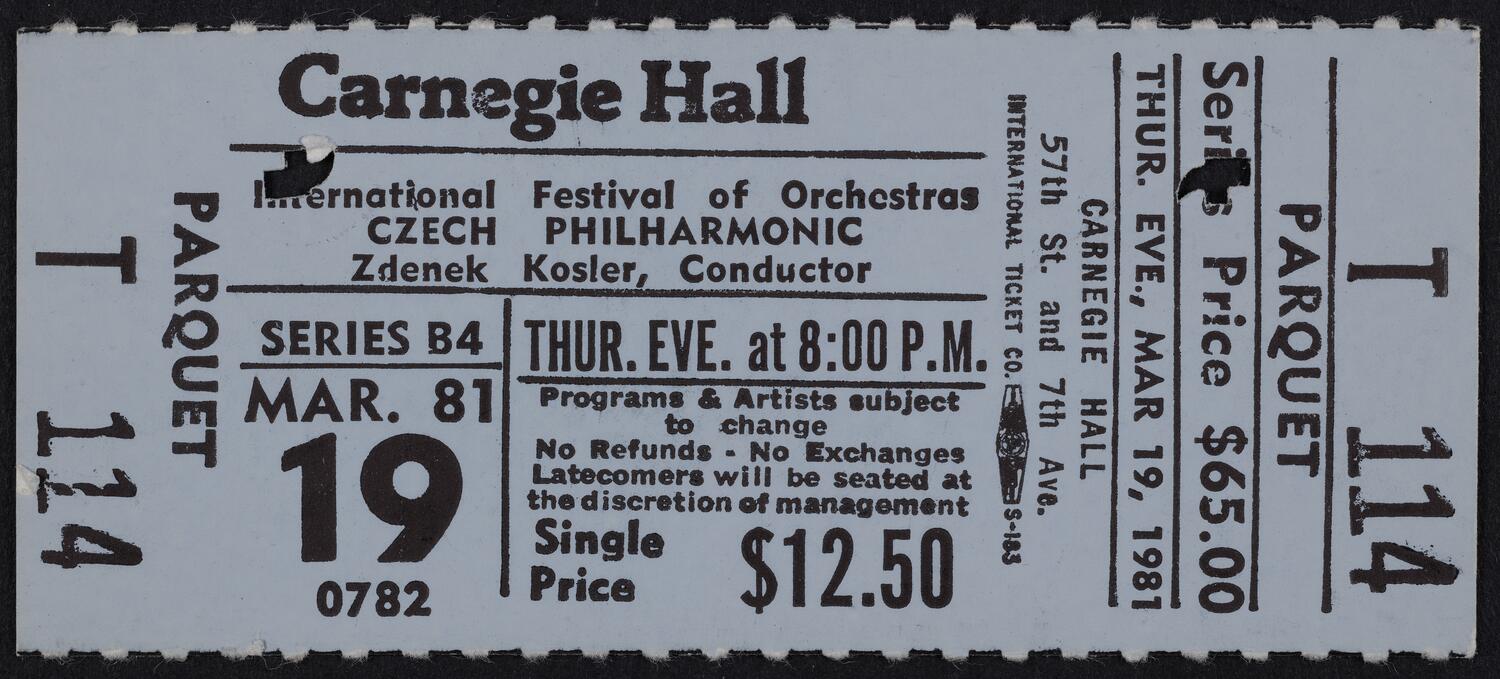 T 114
PARQUET
Carnegie Hall
International Festival of Orchestras
CZECH PHILHARMONIC
Zdenek Kosler, Conductor
SERIES B4
MAR. 81
19
0782
THUR. EVE. at 8:00 P.M.
Programs & Artists subject
to change
No Refunds - No Exchanges
Latecomers will be seated at
the discretion of management
Single
Price
$12.50
INTERNATIONAL TICKET CO. S-183
57th St. and 7th Ave.
CARNEGIE HALL
THUR. EVE., MAR 19, 1981
Series Price $65.00
PARQUET
T 114